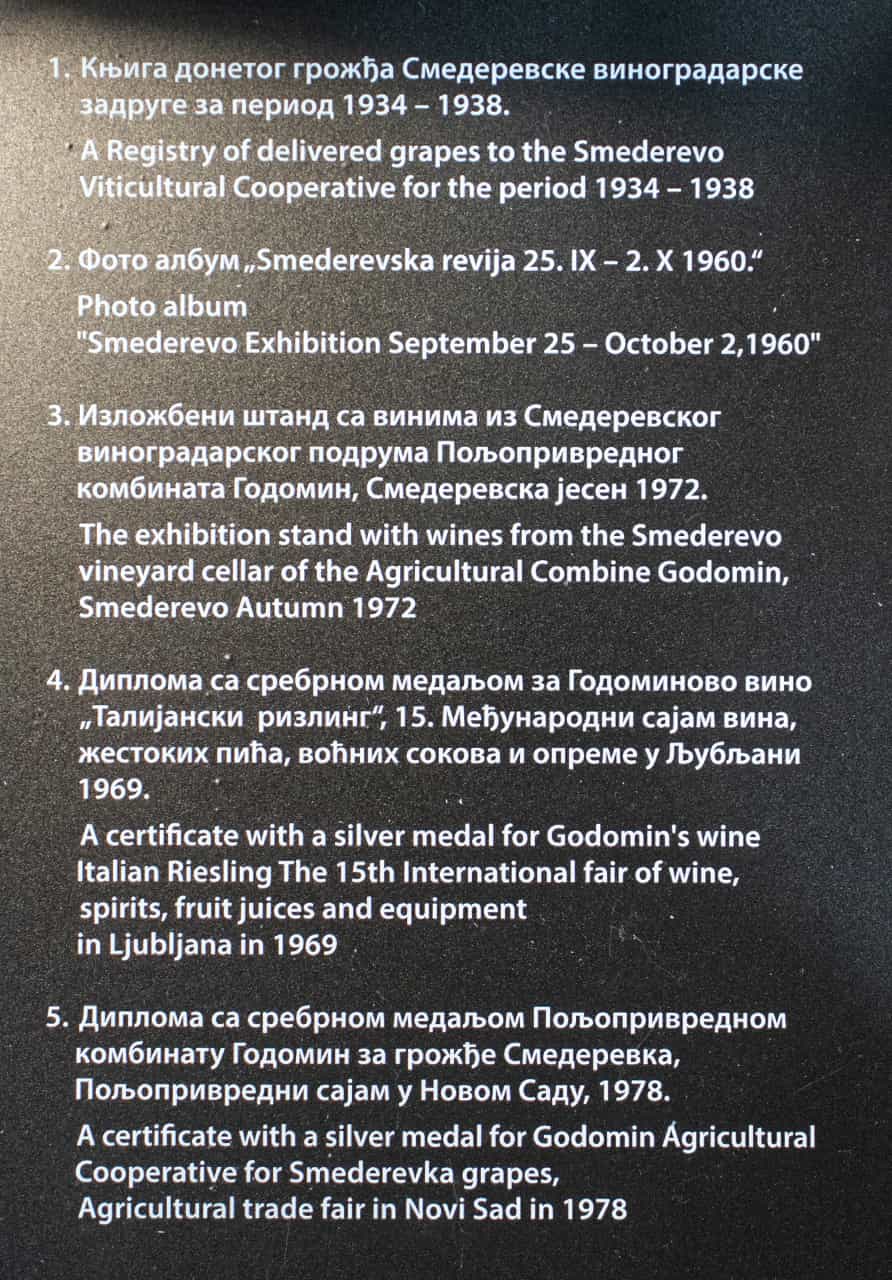 1. Књига донетог грожђа Смедеревске виноградарске
задруге за период 1934 – 1938.
A Registry of delivered grapes to the Smederevo
Viticultural Cooperative for the period 1934 – 1938
2. Фото албум „Smederevska revija 25. IX – 2. X 1960.“
Photo album
"Smederevo Exhibition September 25 – October 2,1960"
3. Изложбени штанд са винима из Смедеревског
виноградарског подрума Пољопривредног
комбината Годомин, Смедеревска јесен 1972.
The exhibition stand with wines from the Smederevo
vineyard cellar of the Agricultural Combine Godomin,
Smederevo Autumn 1972
4. Диплома са сребрном медаљом за Годоминово вино
„Талијански ризлинг“, 15. Међународни сајам вина,
жестоких пића, воћних сокова и опреме у Љубљани
1969.
A certificate with a silver medal for Godomin's wine
Italian Riesling The 15th International fair of wine,
spirits, fruit juices and equipment
in Ljubljana in 1969
5. Диплома са сребрном медаљом Пољопривредном
комбинату Годомин за грожђе Смедеревка,
Пољопривредни сајам у Новом Саду, 1978.
A certificate with a silver medal for Godomin Agricultural
Cooperative for Smederevka grapes,
Agricultural trade fair in Novi Sad in 1978